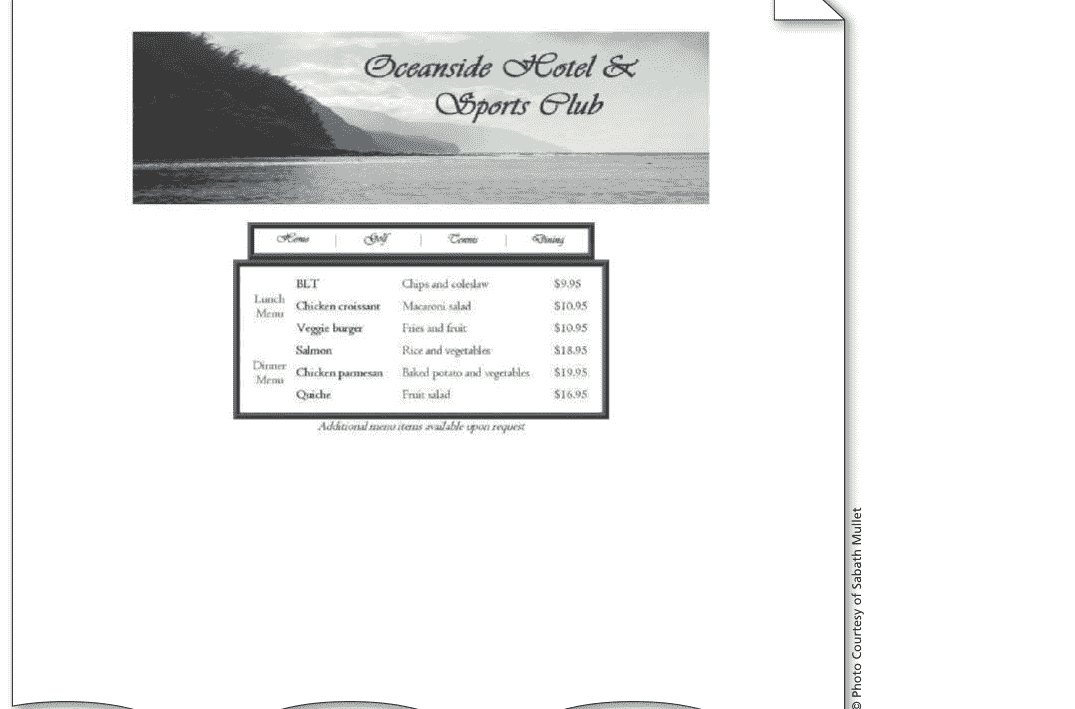 Oceanside Hotel &
Sports Club
Home | Golf | Tennis | Dining
Lunch Menu
BLT Chips and coleslaw $9.95
Chicken croissant Macaroni salad $10.95
Veggie burger Fries and fruit $10.95
Dinner Menu
Salmon Rice and vegetables $18.95
Chicken parmesan Baked potato and vegetables $19.95
Quiche Fruit salad $16.95
Additional menu items available upon request
© Photo Courtesy of Sabath Mullet